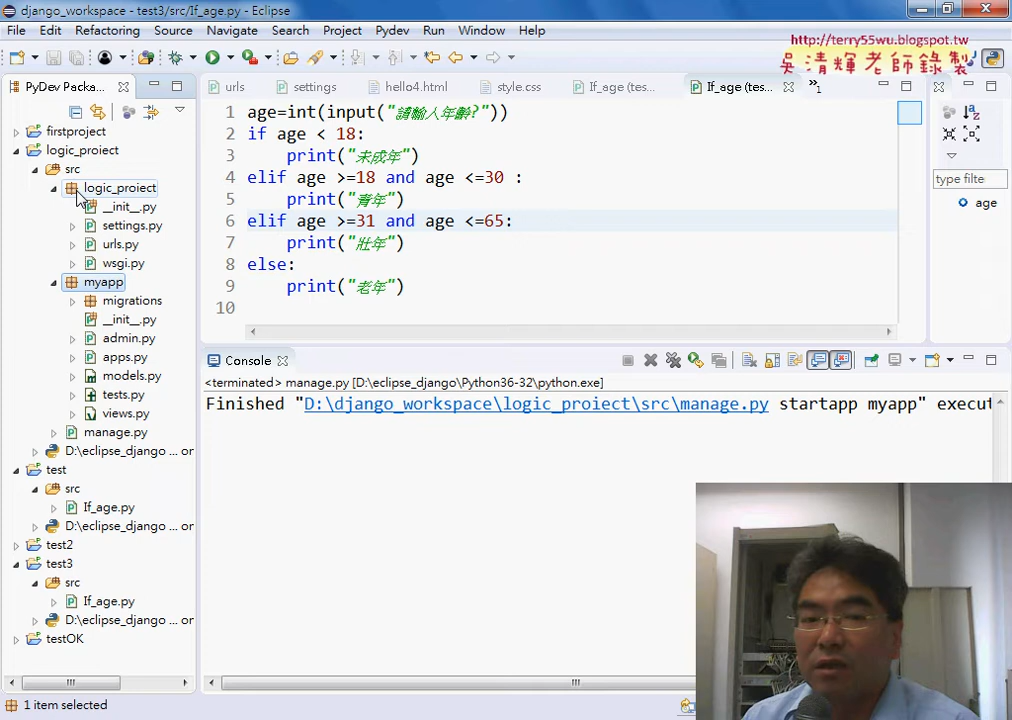 django_workspace - test3/src/If_age.py - Eclipse
File Edit Refactoring Source Navigate Search Project Pydev Run Window Help
http://terry55wu.blogspot.tw
吳清輝老師錄製
PyDev Packa...
urls
settings
hello4.html
style.css
If_age (tes...
If_age (tes...
»1
firstproject
logic_proiect
src
logic_proiect
__init__.py
settings.py
urls.py
wsgi.py
myapp
migrations
__init__.py
admin.py
apps.py
models.py
tests.py
views.py
manage.py
D:\eclipse_django ... or
test
src
If_age.py
D:\eclipse_django ... or
test2
test3
src
If_age.py
D:\eclipse_django ... or
testOK
1 age=int(input("請輸入年齡?"))
2 if age < 18:
3 print("未成年")
4 elif age >=18 and age <=30 :
5 print("青年")
6 elif age >=31 and age <=65:
7 print("壯年")
8 else:
9 print("老年")
10
type filte
age
Console
<terminated> manage.py [D:\eclipse_django\Python36-32\python.exe]
Finished "D:\django_workspace\logic_proiect\src\manage.py startapp myapp" execut
1 item selected